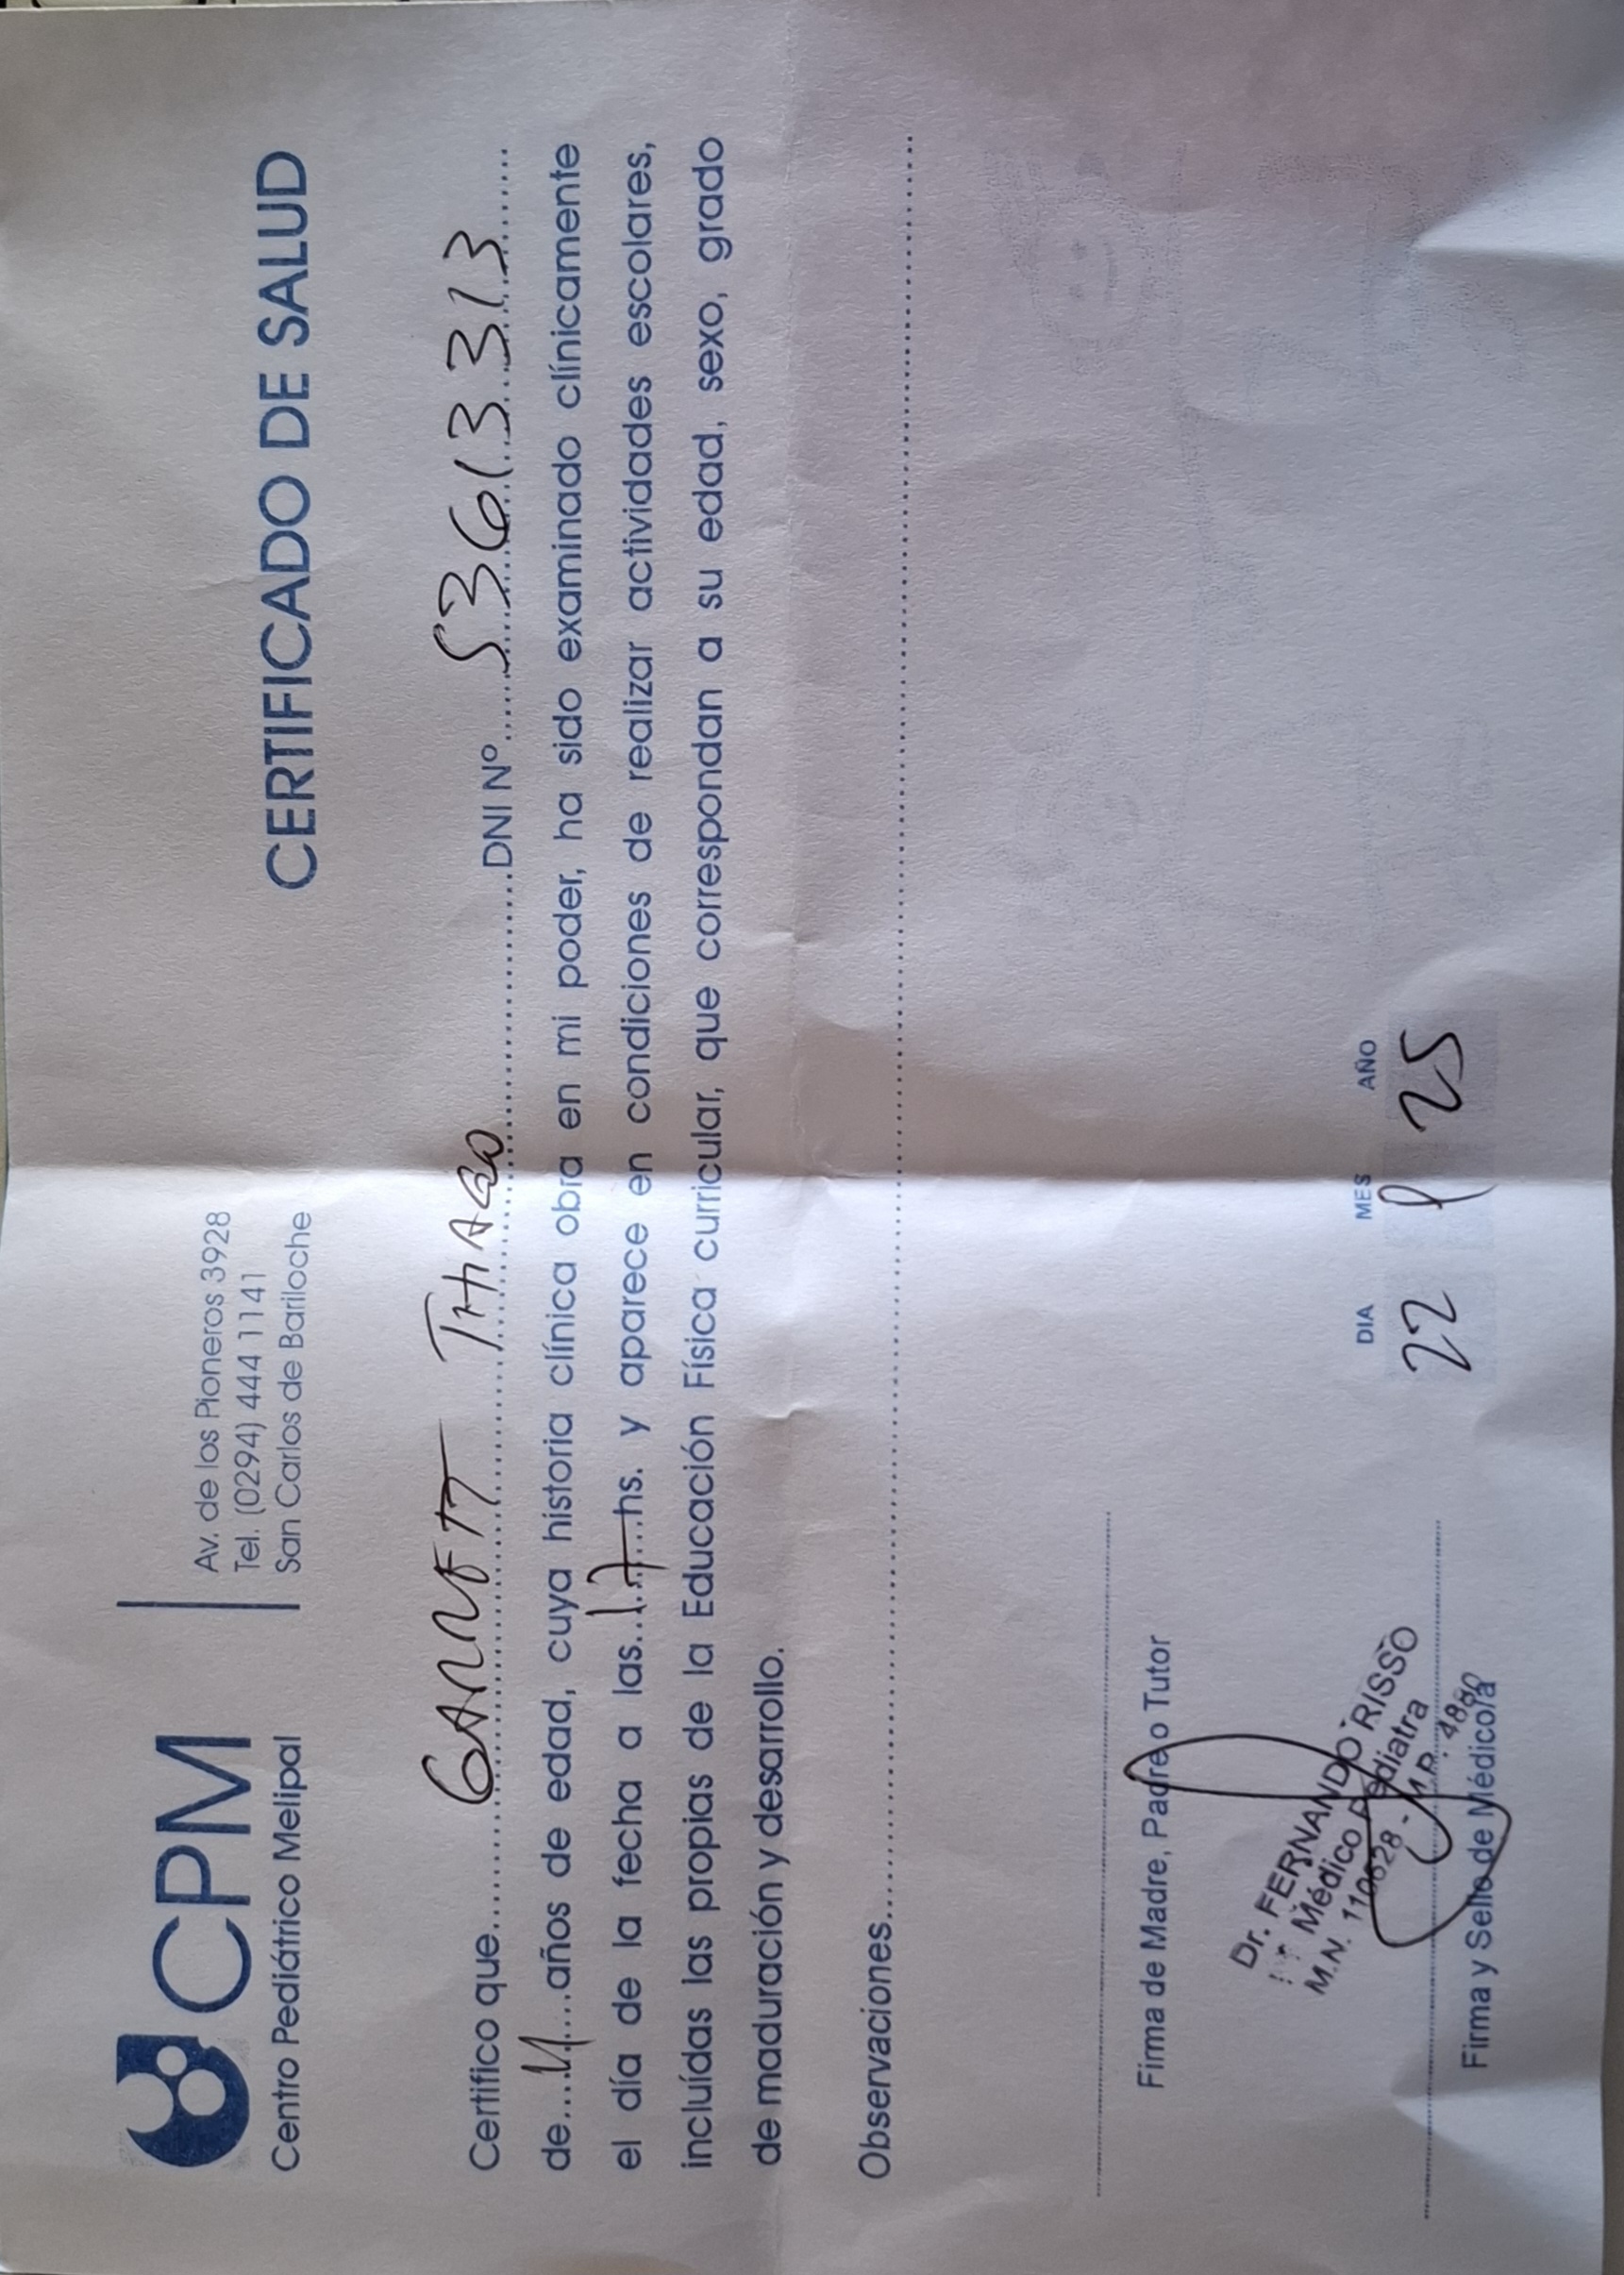 CPM
Centro Pediátrico Melipal
Av. de los Pioneros 3928
Tel. (0294) 444 1141
San Carlos de Bariloche
CERTIFICADO DE SALUD
Certifico que THIAGO DNI Nº 53613313
de 11 años de edad, cuya historia clínica obra en mi poder, ha sido examinado clínicamente
el día de la fecha a las 17 hs. y aparece en condiciones de realizar actividades escolares,
incluídas las propias de la Educación Física curricular, que correspondan a su edad, sexo, grado
de maduración y desarrollo.
Observaciones
Firma de Madre, Padre o Tutor
DIA MES AÑO
22 25
Dr. FERNANDO RISSO
Médico Pediatra
M.N. 110628 - M.P. 4880
Firma y Sello de Médico/a